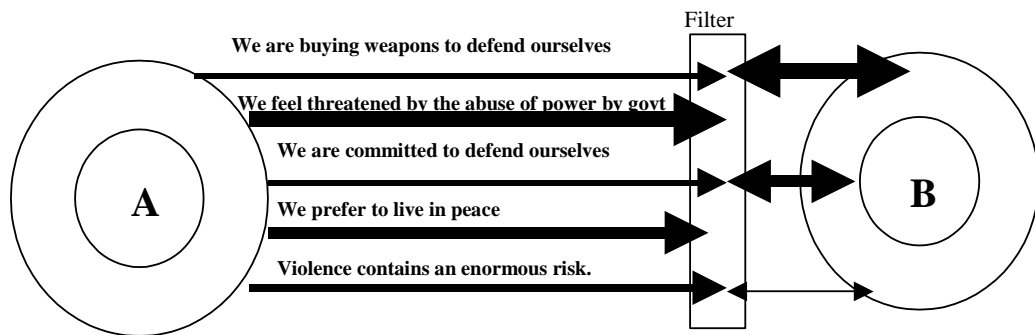 Filter
We are buying weapons to defend ourselves
We feel threatened by the abuse of power by govt
We are committed to defend ourselves
A
B
We prefer to live in peace
Violence contains an enormous risk.